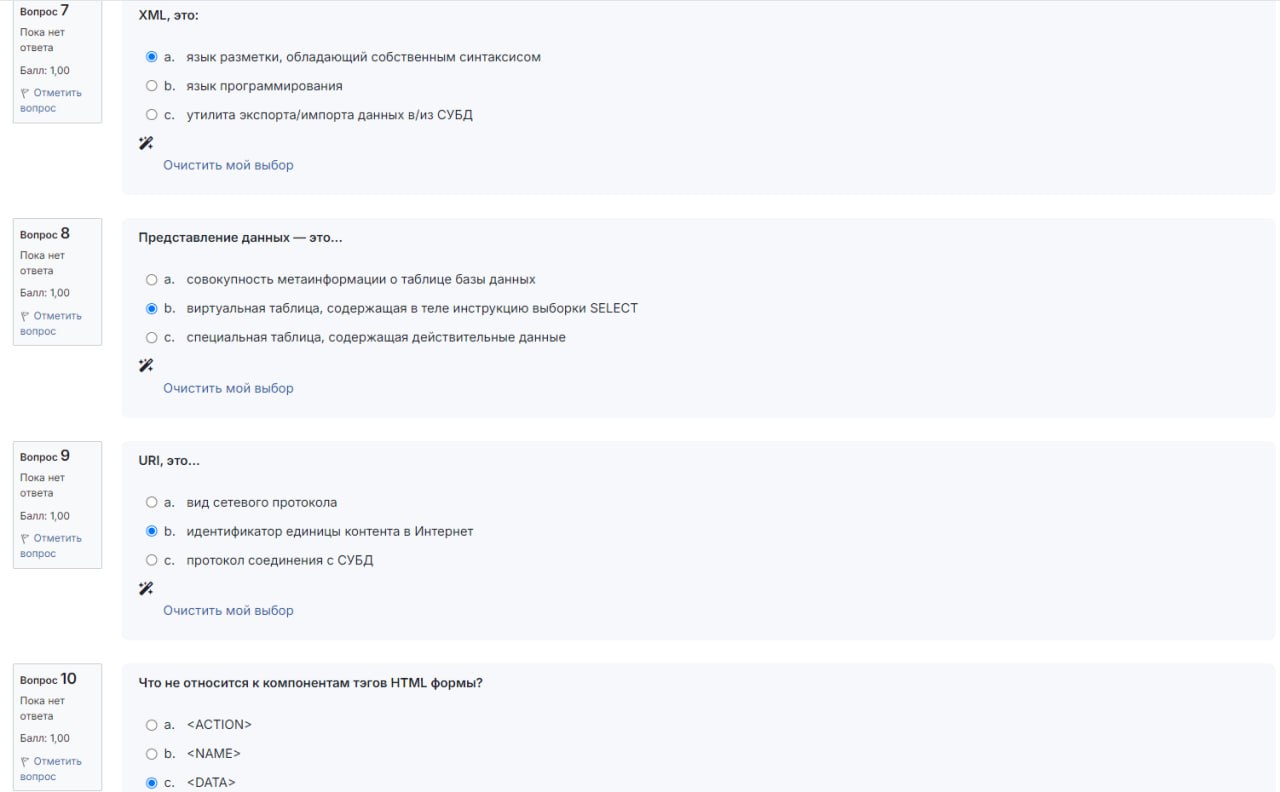 Вопрос 7
Пока нет
ответа
Балл: 1,00
Отметить
вопрос
XML, это:
a. язык разметки, обладающий собственным синтаксисом
b. язык программирования
c. утилита экспорта/импорта данных в/из СУБД
Очистить мой выбор
Вопрос 8
Пока нет
ответа
Балл: 1,00
Отметить
вопрос
Представление данных — это...
a. совокупность метаинформации о таблице базы данных
b. виртуальная таблица, содержащая в теле инструкцию выборки SELECT
c. специальная таблица, содержащая действительные данные
Очистить мой выбор
Вопрос 9
Пока нет
ответа
Балл: 1,00
Отметить
вопрос
URI, это...
a. вид сетевого протокола
b. идентификатор единицы контента в Интернет
c. протокол соединения с СУБД
Очистить мой выбор
Вопрос 10
Пока нет
ответа
Балл: 1,00
Отметить
вопрос
Что не относится к компонентам тэгов HTML формы?
a. <ACTION>
b. <NAME>
c. <DATA>